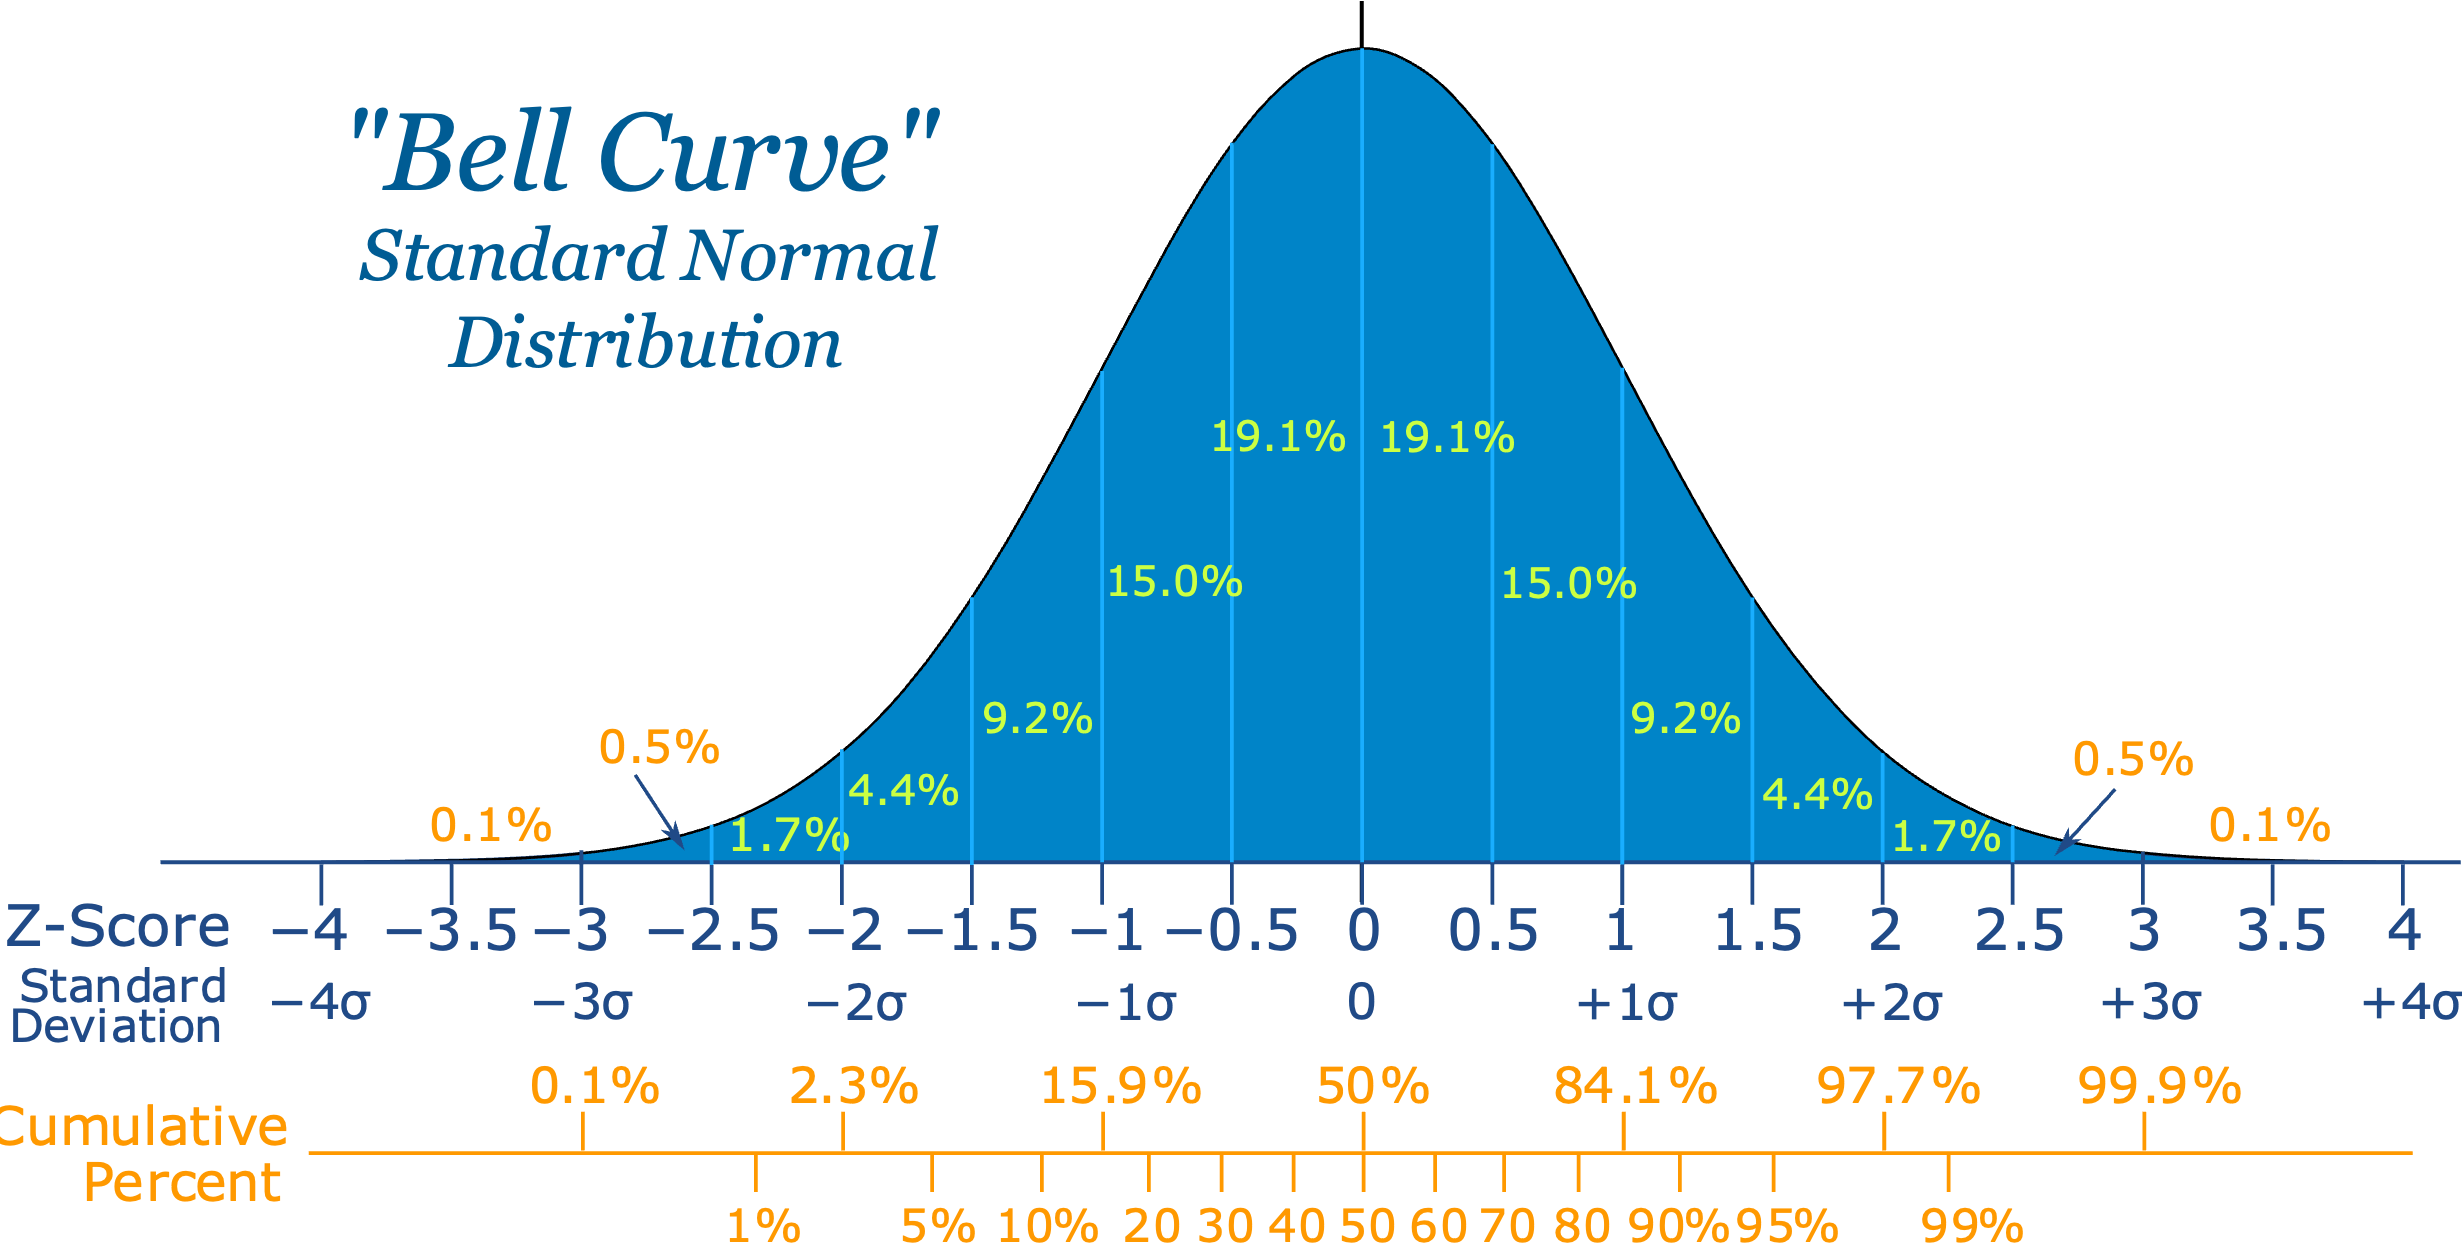 "Bell Curve"
Standard Normal
Distribution
19.1% 19.1%
15.0% 15.0%
9.2% 9.2%
0.5% 0.5%
4.4% 4.4%
0.1% 1.7% 1.7% 0.1%
Z-Score −4 −3.5 −3 −2.5 −2 −1.5 −1 −0.5 0 0.5 1 1.5 2 2.5 3 3.5 4
Standard
Deviation −4σ −3σ −2σ −1σ 0 +1σ +2σ +3σ +4σ
0.1% 2.3% 15.9% 50% 84.1% 97.7% 99.9%
Cumulative
Percent
1% 5% 10% 20 30 40 50 60 70 80 90% 95% 99%